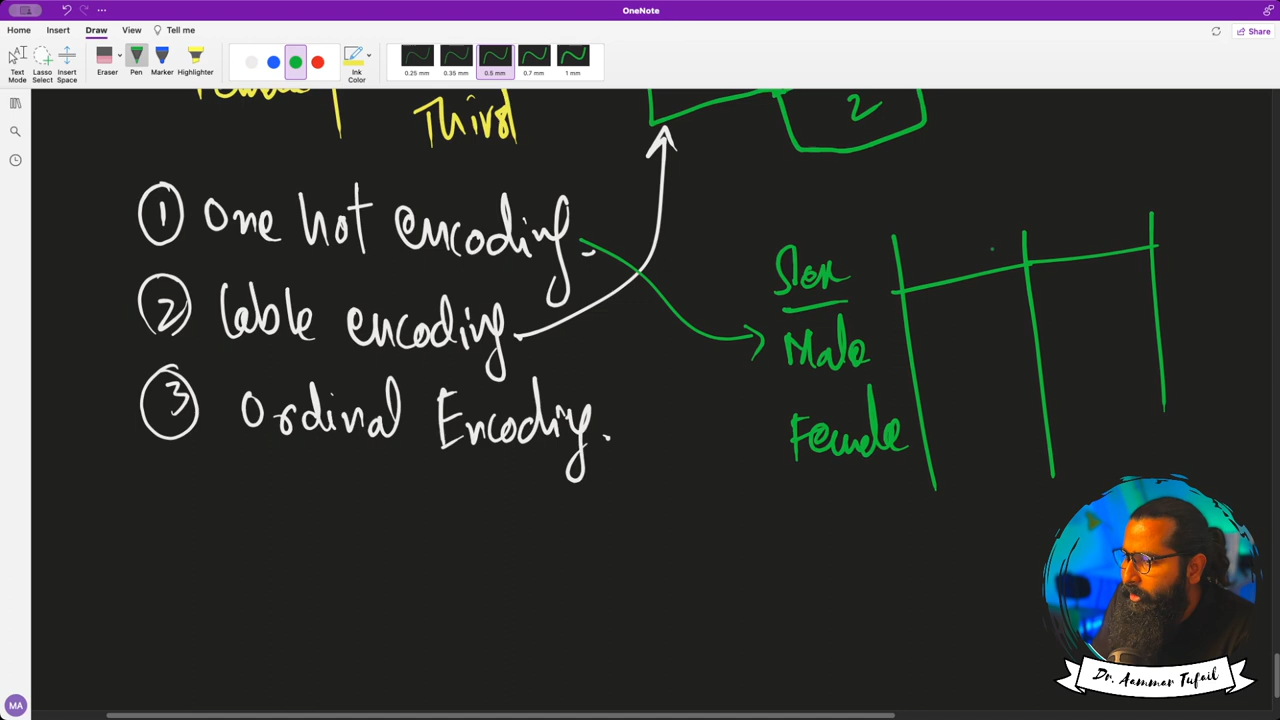 OneNote
Home Insert Draw View Tell me
Share
Text Mode
Lasso Select
Insert Space
Eraser
Pen
Marker
Highlighter
Ink Color
0.25 mm
0.35 mm
0.5 mm
0.7 mm
1 mm
Third
2
① One hot encoding.
② Lable encoding
③ Ordinal Encoding.
Sex
Male
Female
Dr. Aammar Tufail
MA